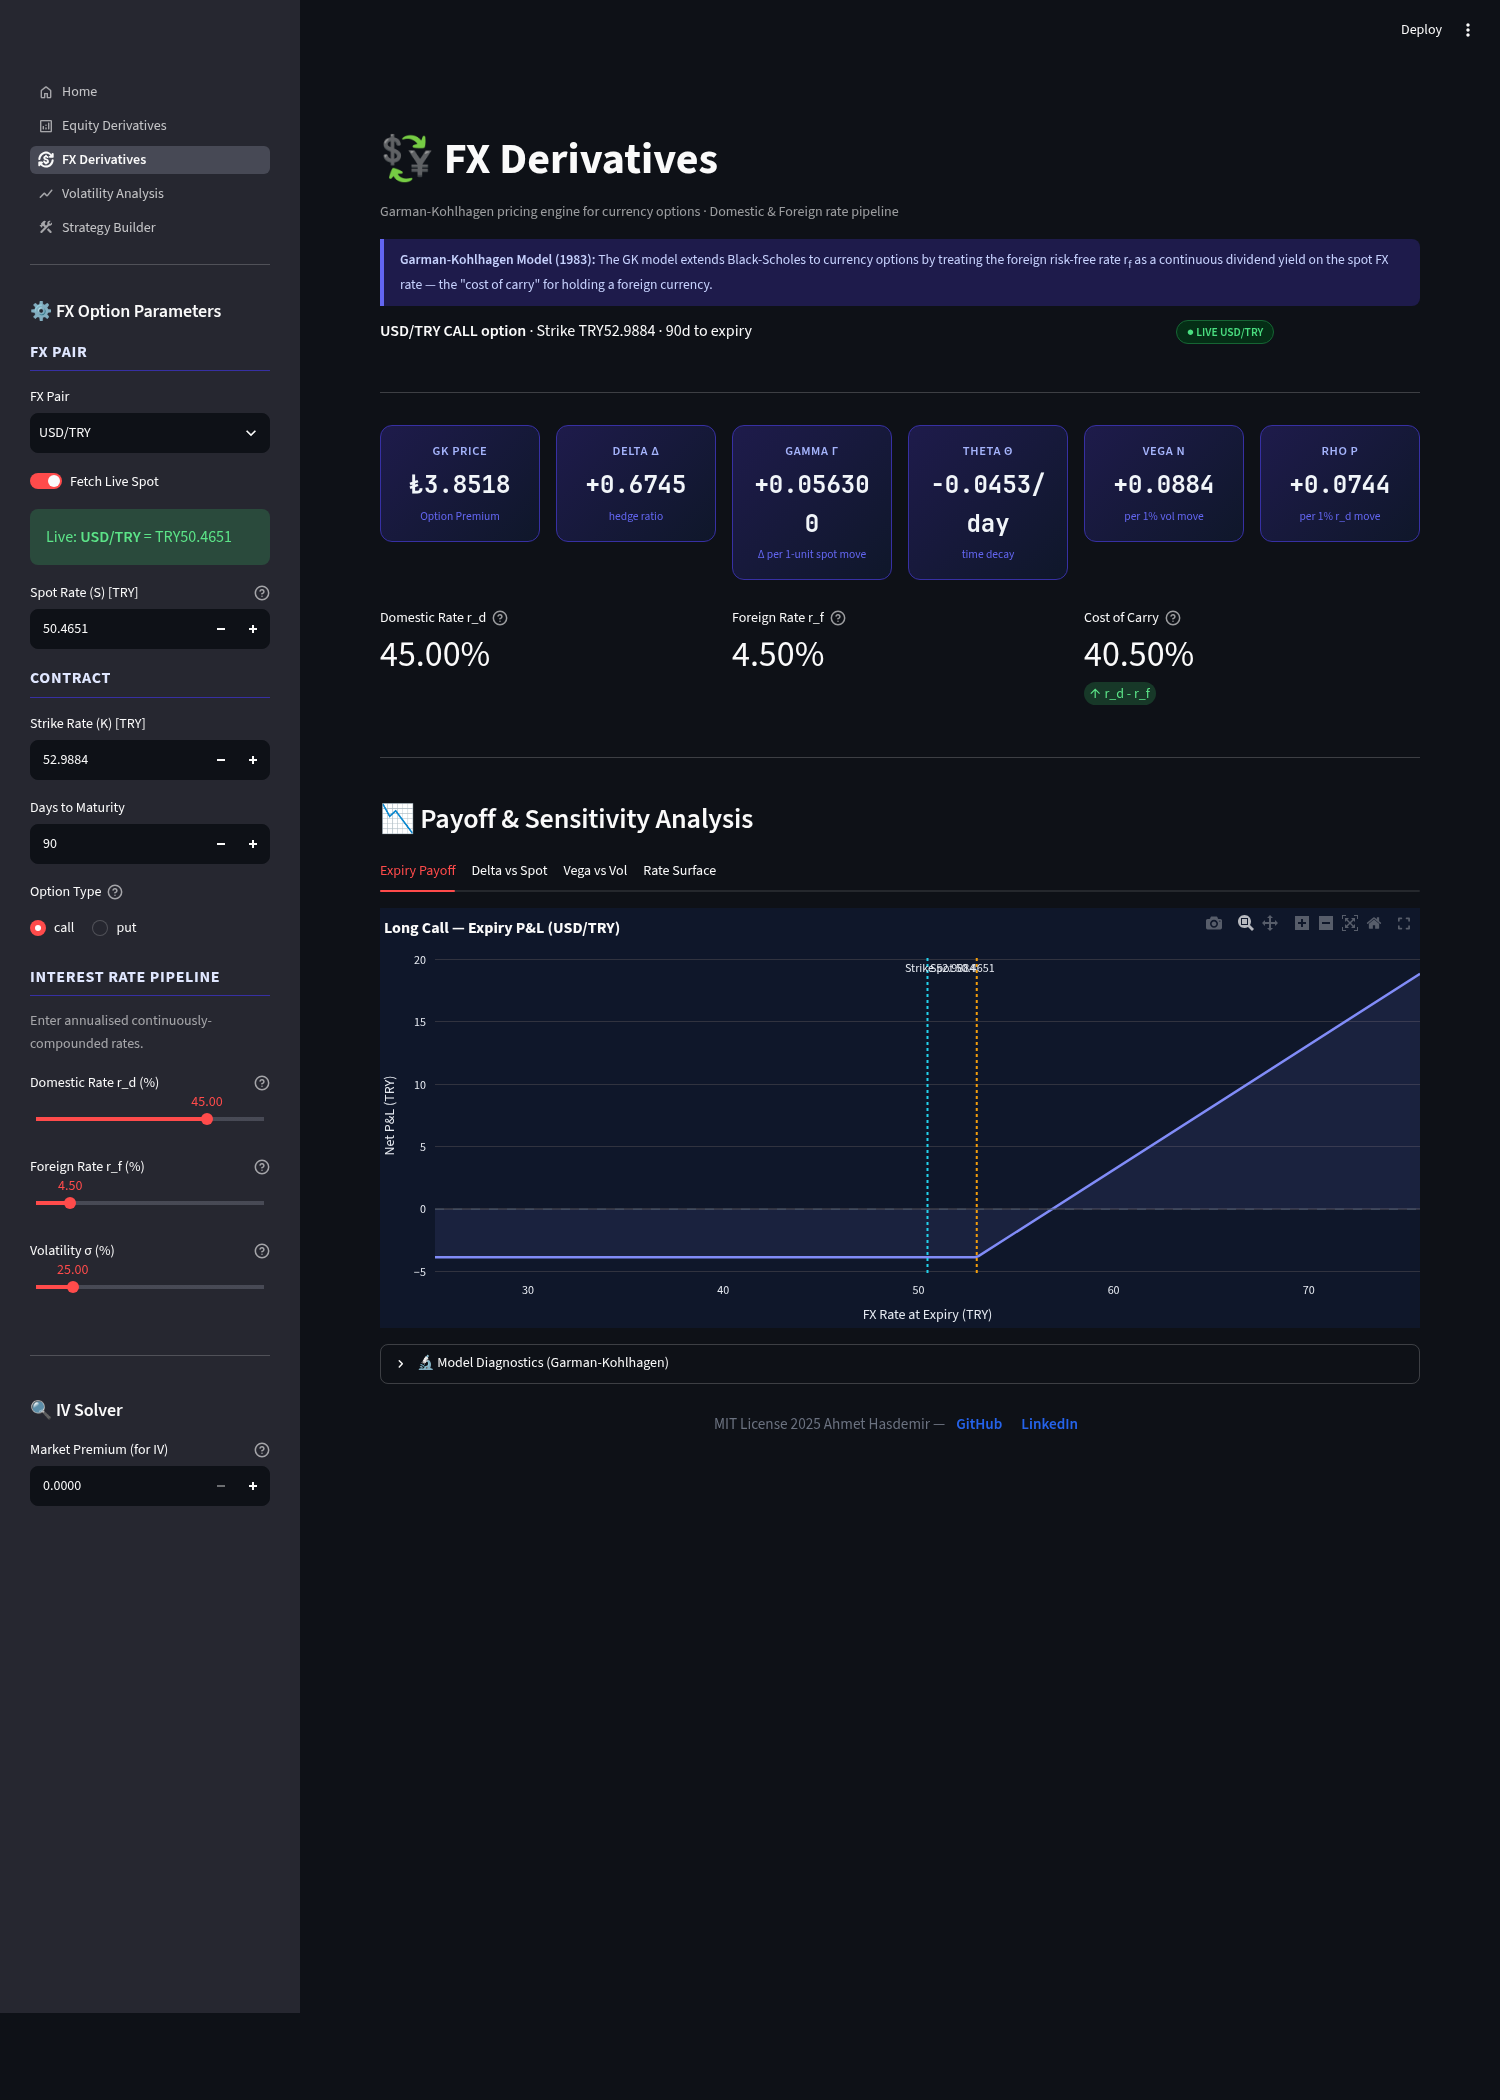 Deploy
Home
Equity Derivatives
FX Derivatives
Volatility Analysis
Strategy Builder
FX Option Parameters
FX PAIR
FX Pair
USD/TRY
Fetch Live Spot
Live: USD/TRY = TRY50.4651
Spot Rate (S) [TRY]
50.4651
CONTRACT
Strike Rate (K) [TRY]
52.9884
Days to Maturity
90
Option Type
call
put
INTEREST RATE PIPELINE
Enter annualised continuously-
compounded rates.
Domestic Rate r_d (%)
45.00
Foreign Rate r_f (%)
4.50
Volatility σ (%)
25.00
IV Solver
Market Premium (for IV)
0.0000
FX Derivatives
Garman-Kohlhagen pricing engine for currency options · Domestic & Foreign rate pipeline
Garman-Kohlhagen Model (1983): The GK model extends Black-Scholes to currency options by treating the foreign risk-free rate rf as a continuous dividend yield on the spot FX
rate — the "cost of carry" for holding a foreign currency.
USD/TRY CALL option · Strike TRY52.9884 · 90d to expiry
● LIVE USD/TRY
GK PRICE
₺3.8518
Option Premium
DELTA Δ
+0.6745
hedge ratio
GAMMA Γ
+0.05630
0
Δ per 1-unit spot move
THETA Θ
-0.0453/
day
time decay
VEGA Ν
+0.0884
per 1% vol move
RHO Ρ
+0.0744
per 1% r_d move
Domestic Rate r_d
45.00%
Foreign Rate r_f
4.50%
Cost of Carry
40.50%
↑ r_d - r_f
Payoff & Sensitivity Analysis
Expiry Payoff
Delta vs Spot
Vega vs Vol
Rate Surface
Long Call — Expiry P&L (USD/TRY)
Strike 52.9884
Spot 50.4651
20
15
10
5
0
−5
Net P&L (TRY)
30
40
50
60
70
FX Rate at Expiry (TRY)
Model Diagnostics (Garman-Kohlhagen)
MIT License 2025 Ahmet Hasdemir — GitHub LinkedIn